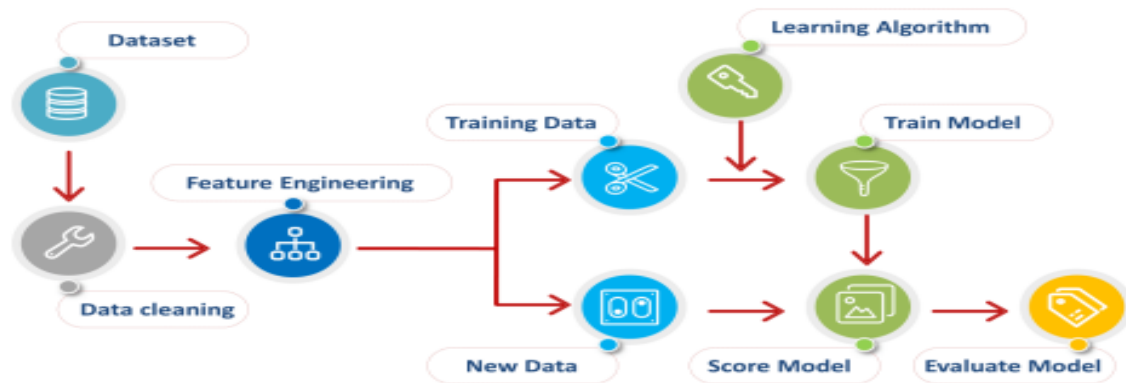 Dataset
Learning Algorithm
Training Data
Train Model
Feature Engineering
Data cleaning
New Data
Score Model
Evaluate Model